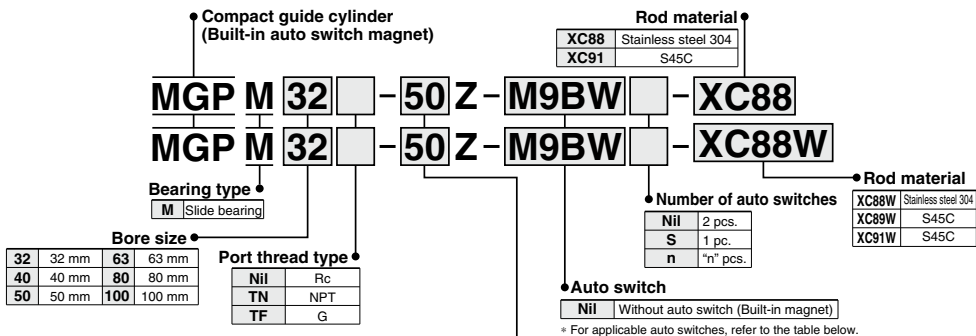 Compact guide cylinder
(Built-in auto switch magnet)
Rod material
XC88 Stainless steel 304
XC91 S45C
MGP M 32 - 50 Z - M9BW - XC88
MGP M 32 - 50 Z - M9BW - XC88W
Bearing type
M Slide bearing
Bore size
32 32 mm 63 63 mm
40 40 mm 80 80 mm
50 50 mm 100 100 mm
Port thread type
Nil Rc
TN NPT
TF G
Number of auto switches
Nil 2 pcs.
S 1 pc.
n "n" pcs.
Rod material
XC88W Stainless steel 304
XC89W S45C
XC91W S45C
Auto switch
Nil Without auto switch (Built-in magnet)
* For applicable auto switches, refer to the table below.